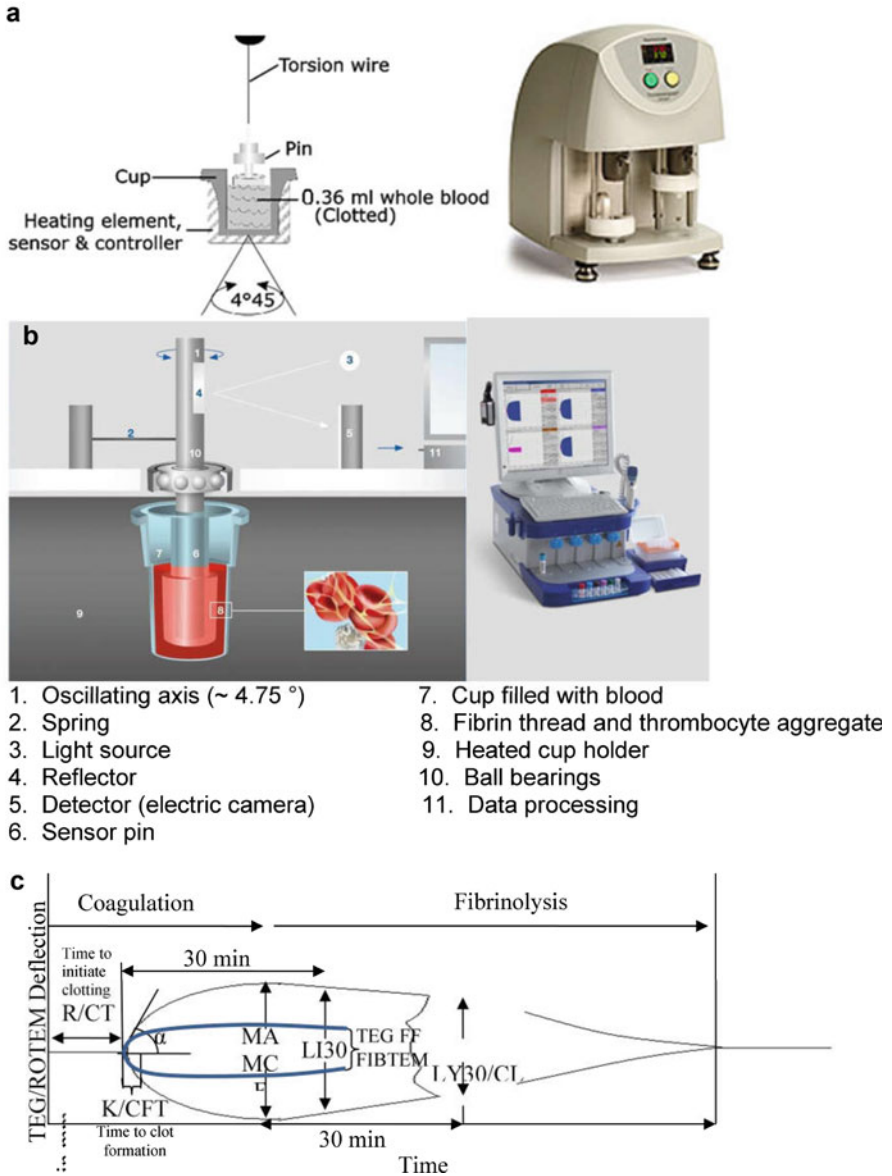 a
Torsion wire
Pin
Cup
0.36 ml whole blood
(Clotted)
Heating element,
sensor & controller
4°45
b
1
2
3
4
5
10
11
7
6
8
9
1. Oscillating axis (~ 4.75 °)
2. Spring
3. Light source
4. Reflector
5. Detector (electric camera)
6. Sensor pin
7. Cup filled with blood
8. Fibrin thread and thrombocyte aggregate
9. Heated cup holder
10. Ball bearings
11. Data processing
c
TEG/ROTEM Deflection
Coagulation
Fibrinolysis
Time to
initiate
clotting
R/CT
30 min
α
MA
MC
LI30
TEG FF
FIBTEM
LY30/CL
K/CFT
Time to clot
formation
30 min
Time